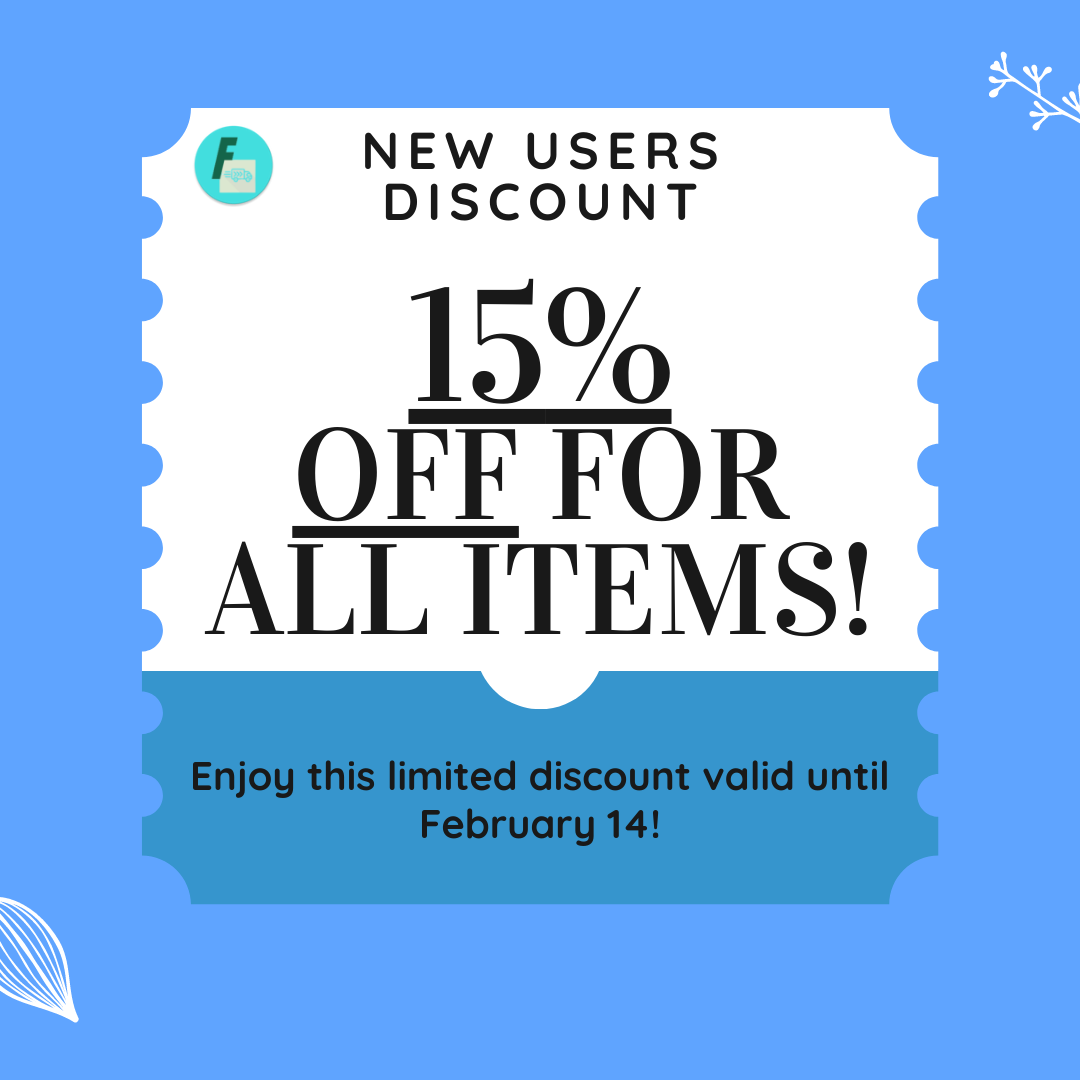 F
NEW USERS
DISCOUNT
15%
OFF FOR
ALL ITEMS!
Enjoy this limited discount valid until
February 14!